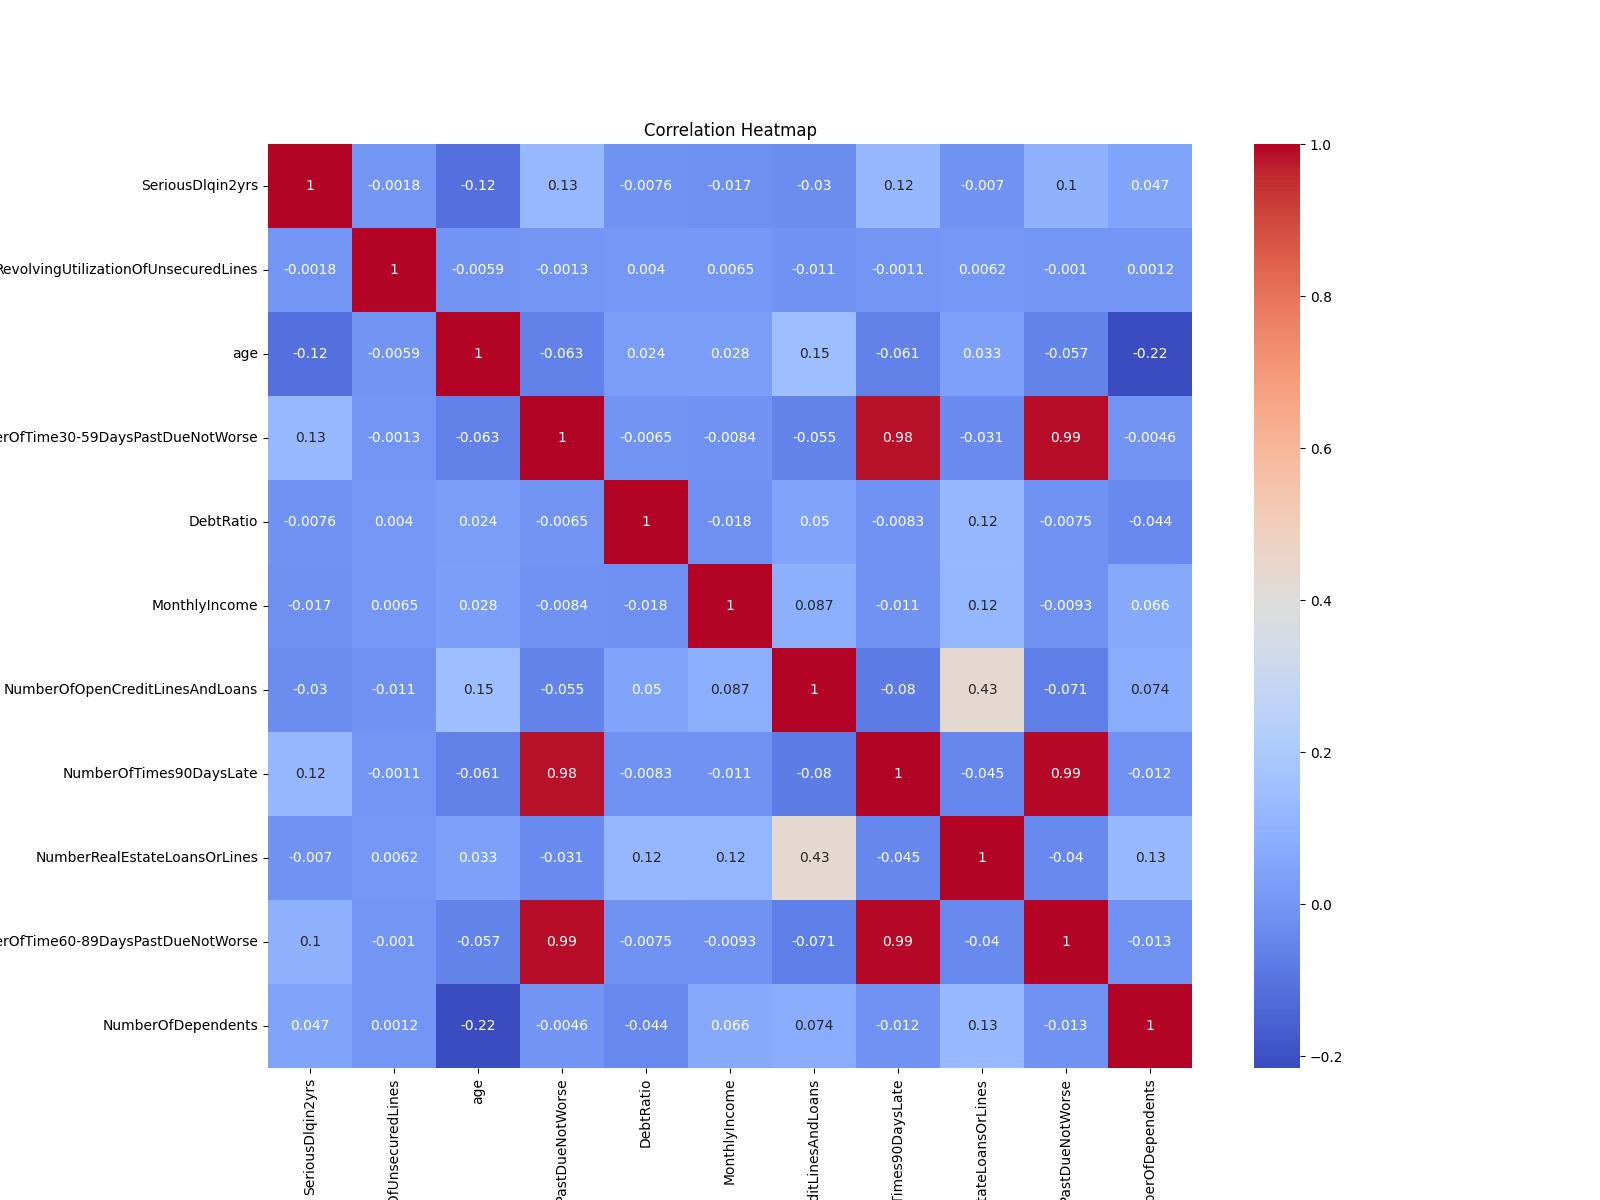 Correlation Heatmap
SeriousDlqin2yrs 1 -0.0018 -0.12 0.13 -0.0076 -0.017 -0.03 0.12 -0.007 0.1 0.047
RevolvingUtilizationOfUnsecuredLines -0.0018 1 -0.0059 -0.0013 0.004 0.0065 -0.011 -0.0011 0.0062 -0.001 0.0012
age -0.12 -0.0059 1 -0.063 0.024 0.028 0.15 -0.061 0.033 -0.057 -0.22
erOfTime30-59DaysPastDueNotWorse 0.13 -0.0013 -0.063 1 -0.0065 -0.0084 -0.055 0.98 -0.031 0.99 -0.0046
DebtRatio -0.0076 0.004 0.024 -0.0065 1 -0.018 0.05 -0.0083 0.12 -0.0075 -0.044
MonthlyIncome -0.017 0.0065 0.028 -0.0084 -0.018 1 0.087 -0.011 0.12 -0.0093 0.066
NumberOfOpenCreditLinesAndLoans -0.03 -0.011 0.15 -0.055 0.05 0.087 1 -0.08 0.43 -0.071 0.074
NumberOfTimes90DaysLate 0.12 -0.0011 -0.061 0.98 -0.0083 -0.011 -0.08 1 -0.045 0.99 -0.012
NumberRealEstateLoansOrLines -0.007 0.0062 0.033 -0.031 0.12 0.12 0.43 -0.045 1 -0.04 0.13
erOfTime60-89DaysPastDueNotWorse 0.1 -0.001 -0.057 0.99 -0.0075 -0.0093 -0.071 0.99 -0.04 1 -0.013
NumberOfDependents 0.047 0.0012 -0.22 -0.0046 -0.044 0.066 0.074 -0.012 0.13 -0.013 1
SeriousDlqin2yrs
OfUnsecuredLines
age
PastDueNotWorse
DebtRatio
MonthlyIncome
ditLinesAndLoans
Times90DaysLate
tateLoansOrLines
PastDueNotWorse
berOfDependents
1.0
0.8
0.6
0.4
0.2
0.0
−0.2